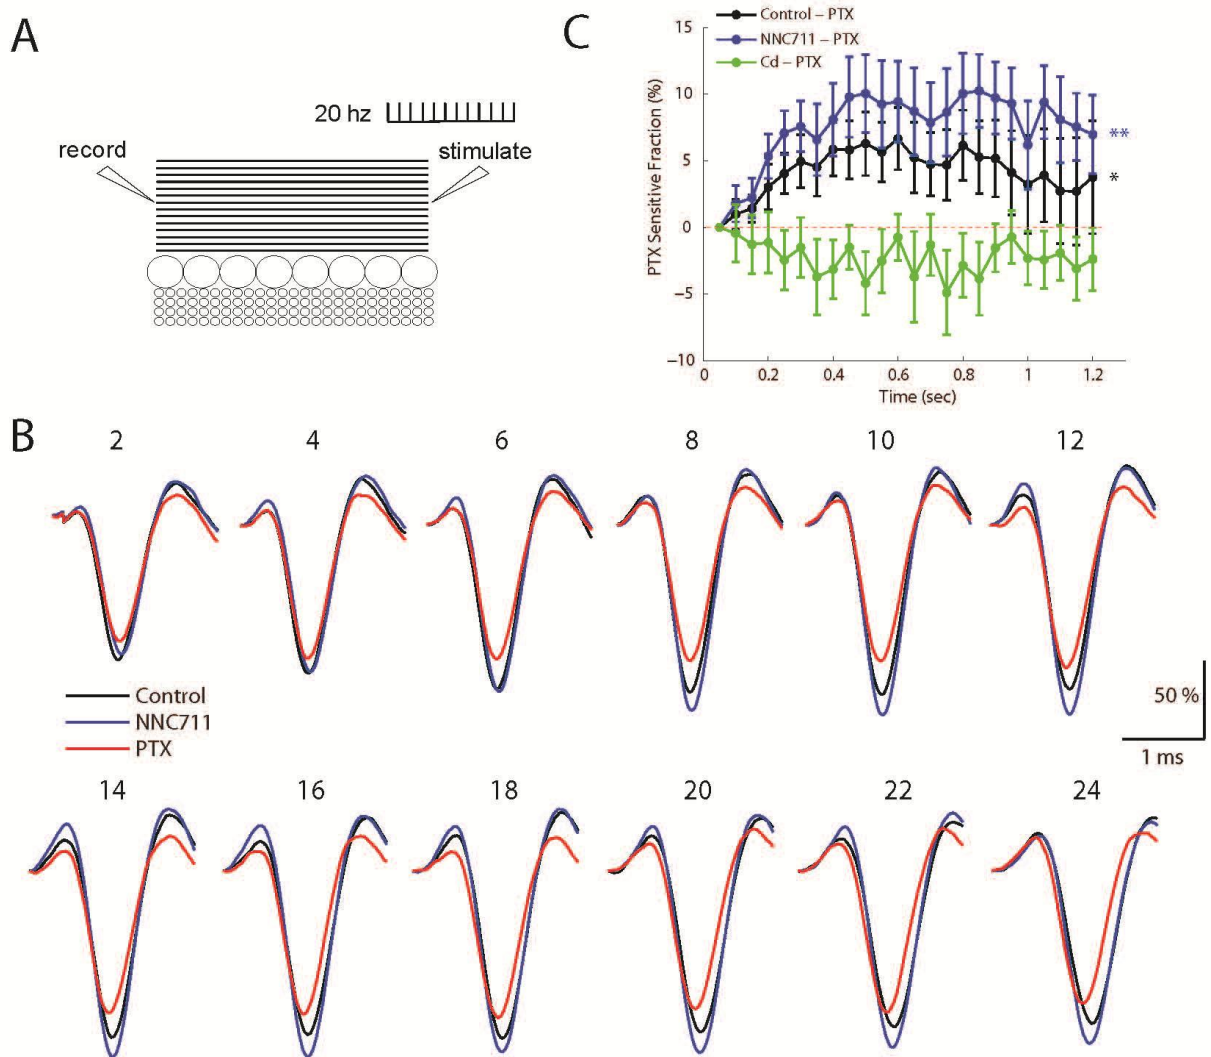 A
20 hz
record
stimulate
C
Control – PTX
NNC711 – PTX
Cd – PTX
PTX Sensitive Fraction (%)
15
10
5
0
–5
–10
**
*
0 0.2 0.4 0.6 0.8 1 1.2
Time (sec)
B
2 4 6 8 10 12
Control
NNC711
PTX
50 %
1 ms
14 16 18 20 22 24